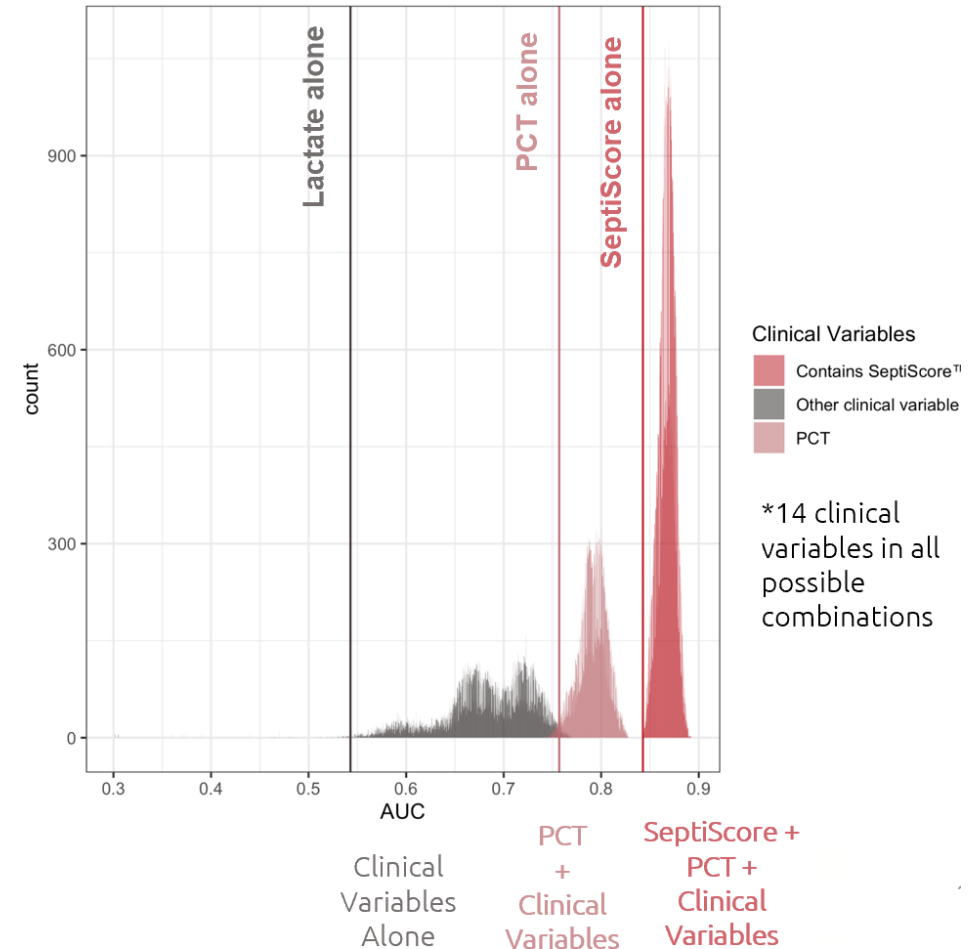 Lactate alone
PCT alone
SeptiScore alone
900
600
300
0
count
0.3
0.4
0.5
0.6
0.7
0.8
0.9
AUC
Clinical Variables
Contains SeptiScore™
Other clinical variable
PCT
*14 clinical
variables in all
possible
combinations
Clinical
Variables
Alone
PCT
+
Clinical
Variables
SeptiScore +
PCT +
Clinical
Variables